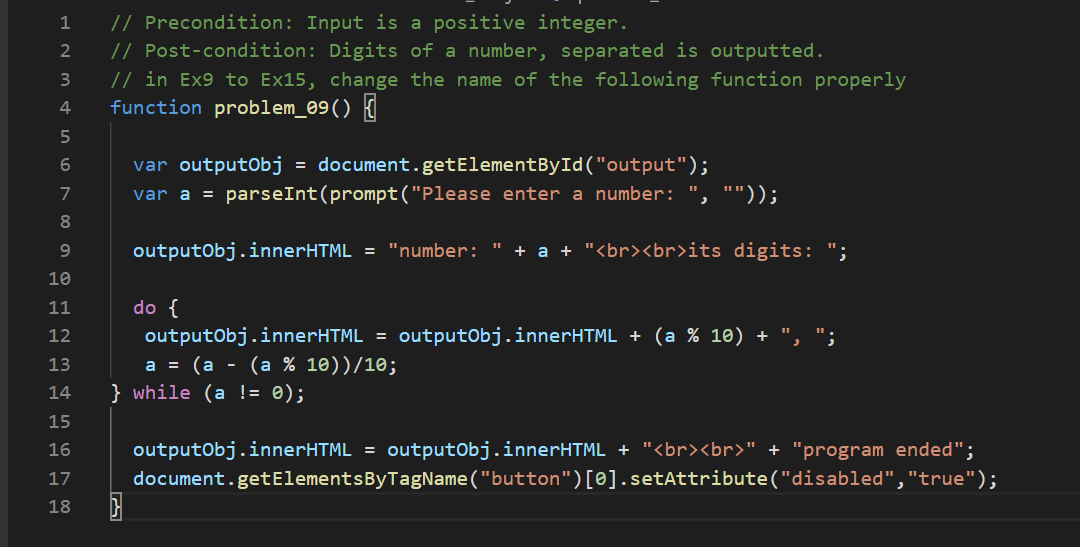 1 // Precondition: Input is a positive integer.
2 // Post-condition: Digits of a number, separated is outputted.
3 // in Ex9 to Ex15, change the name of the following function properly
4 function problem_09() {
5
6 var outputObj = document.getElementById("output");
7 var a = parseInt(prompt("Please enter a number: ", ""));
8
9 outputObj.innerHTML = "number: " + a + "<br><br>its digits: ";
10
11 do {
12 outputObj.innerHTML = outputObj.innerHTML + (a % 10) + ", ";
13 a = (a - (a % 10))/10;
14 } while (a != 0);
15
16 outputObj.innerHTML = outputObj.innerHTML + "<br><br>" + "program ended";
17 document.getElementsByTagName("button")[0].setAttribute("disabled","true");
18 }